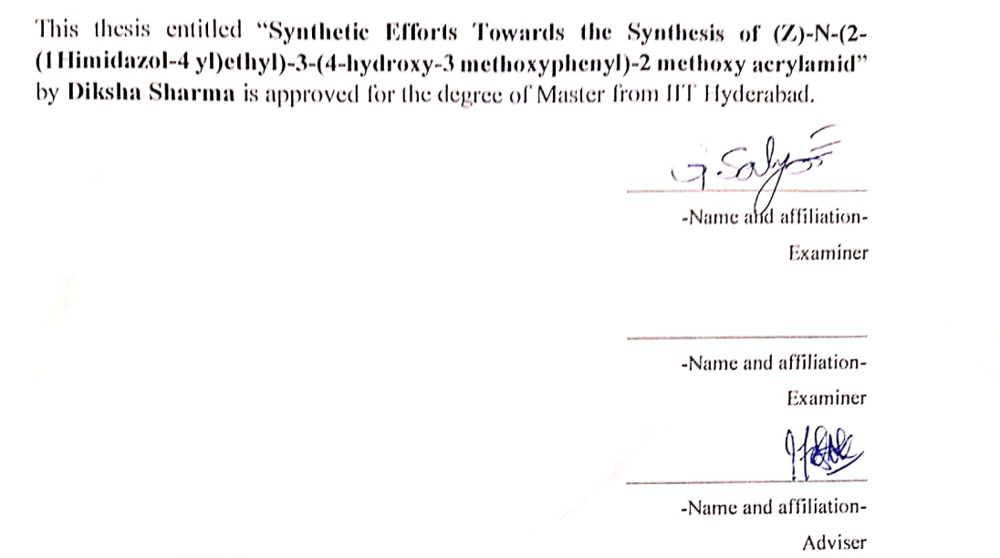 This thesis entitled “Synthetic Efforts Towards the Synthesis of (Z)-N-(2-
(1Himidazol-4 yl)ethyl)-3-(4-hydroxy-3 methoxyphenyl)-2 methoxy acrylamid”
by Diksha Sharma is approved for the degree of Master from IIT Hyderabad.
-Name and affiliation-
Examiner
-Name and affiliation-
Examiner
-Name and affiliation-
Adviser